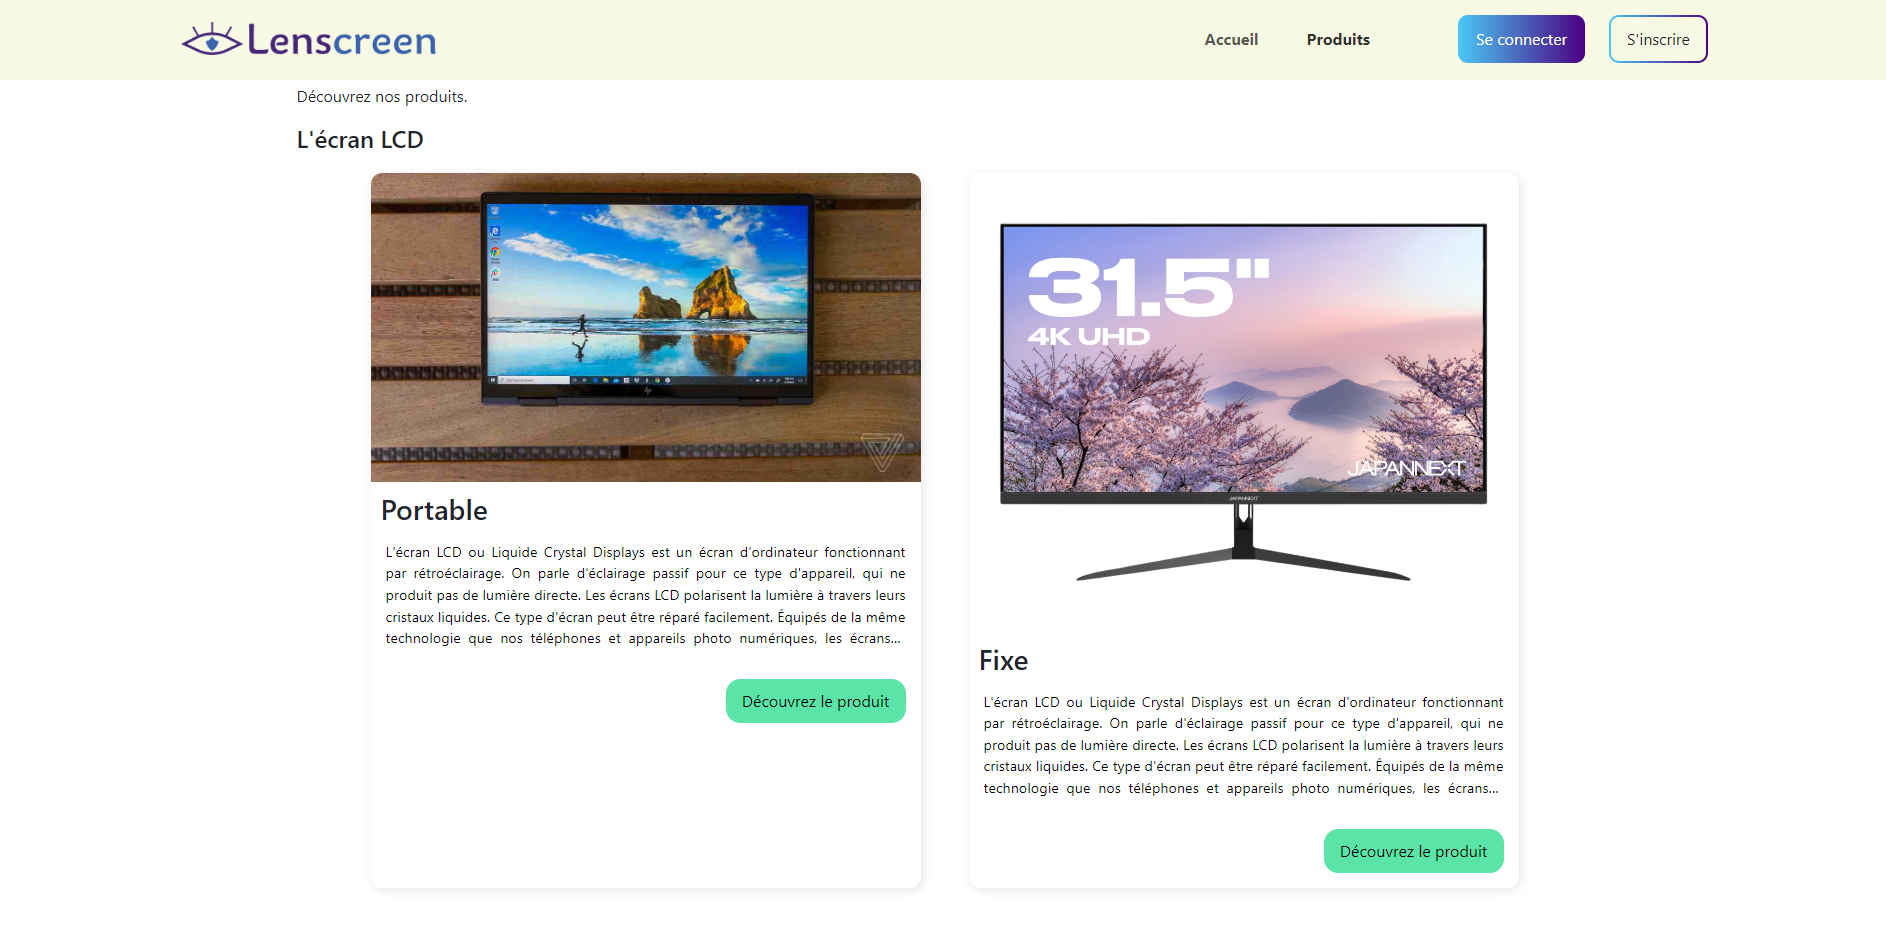 Lenscreen
Accueil
Produits
Se connecter
S'inscrire
Découvrez nos produits.
L'écran LCD
31.5"
4K UHD
JAPANNEXT
JAPANNEXT
Portable
L'écran LCD ou Liquide Crystal Displays est un écran d'ordinateur fonctionnant
par rétroéclairage. On parle d'éclairage passif pour ce type d'appareil, qui ne
produit pas de lumière directe. Les écrans LCD polarisent la lumière à travers leurs
cristaux liquides. Ce type d'écran peut être réparé facilement. Équipés de la même
technologie que nos téléphones et appareils photo numériques, les écrans...
Découvrez le produit
Fixe
L'écran LCD ou Liquide Crystal Displays est un écran d'ordinateur fonctionnant
par rétroéclairage. On parle d'éclairage passif pour ce type d'appareil, qui ne
produit pas de lumière directe. Les écrans LCD polarisent la lumière à travers leurs
cristaux liquides. Ce type d'écran peut être réparé facilement. Équipés de la même
technologie que nos téléphones et appareils photo numériques, les écrans...
Découvrez le produit